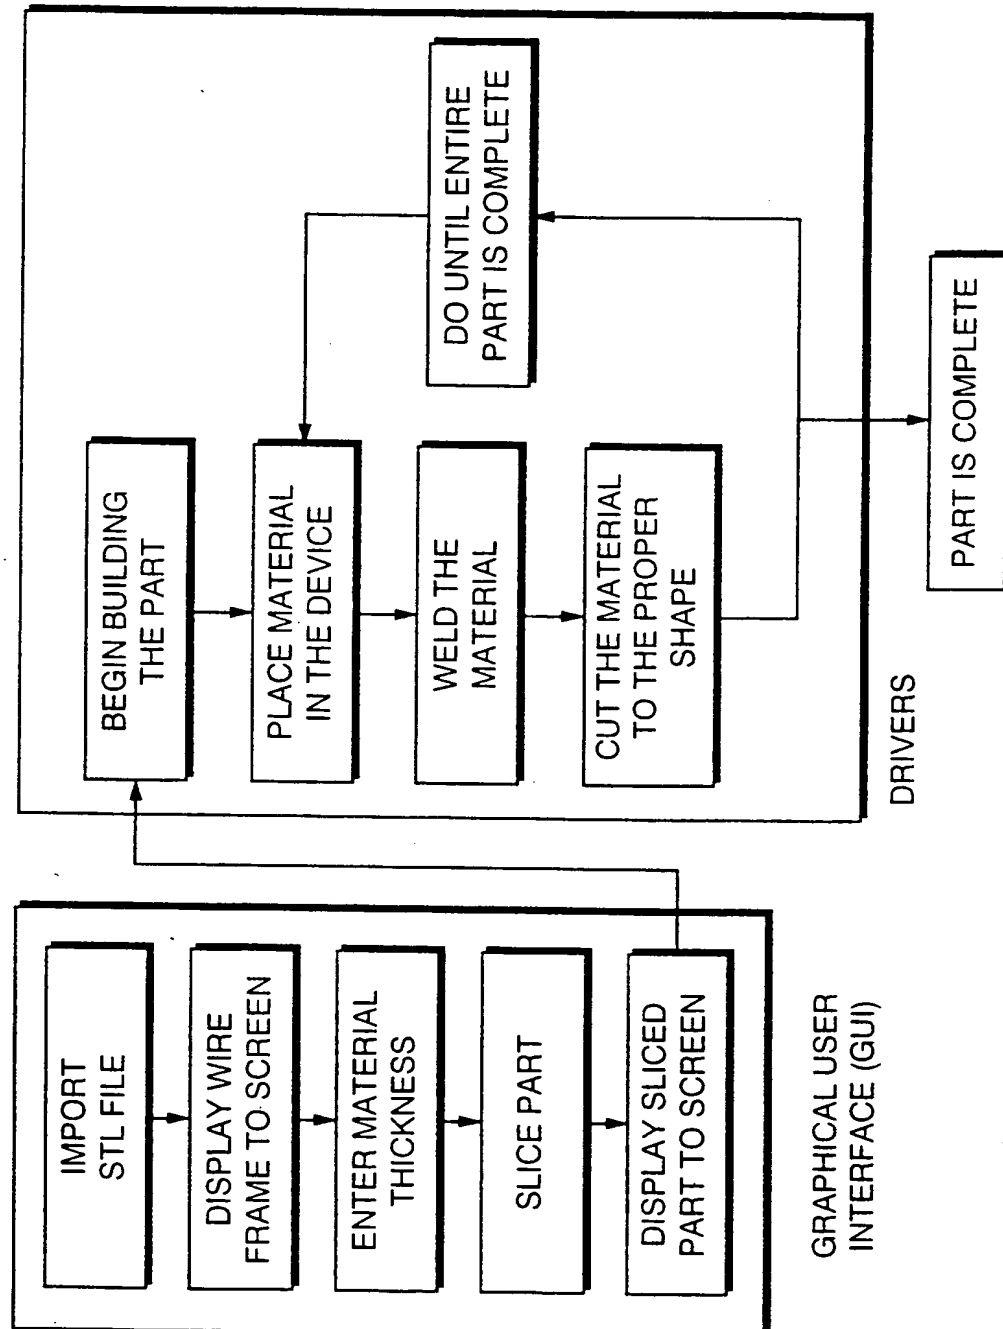 IMPORT
STL FILE
DISPLAY WIRE
FRAME TO SCREEN
ENTER MATERIAL
THICKNESS
SLICE PART
DISPLAY SLICED
PART TO SCREEN
GRAPHICAL USER
INTERFACE (GUI)
BEGIN BUILDING
THE PART
PLACE MATERIAL
IN THE DEVICE
WELD THE
MATERIAL
CUT THE MATERIAL
TO THE PROPER
SHAPE
DO UNTIL ENTIRE
PART IS COMPLETE
DRIVERS
PART IS COMPLETE